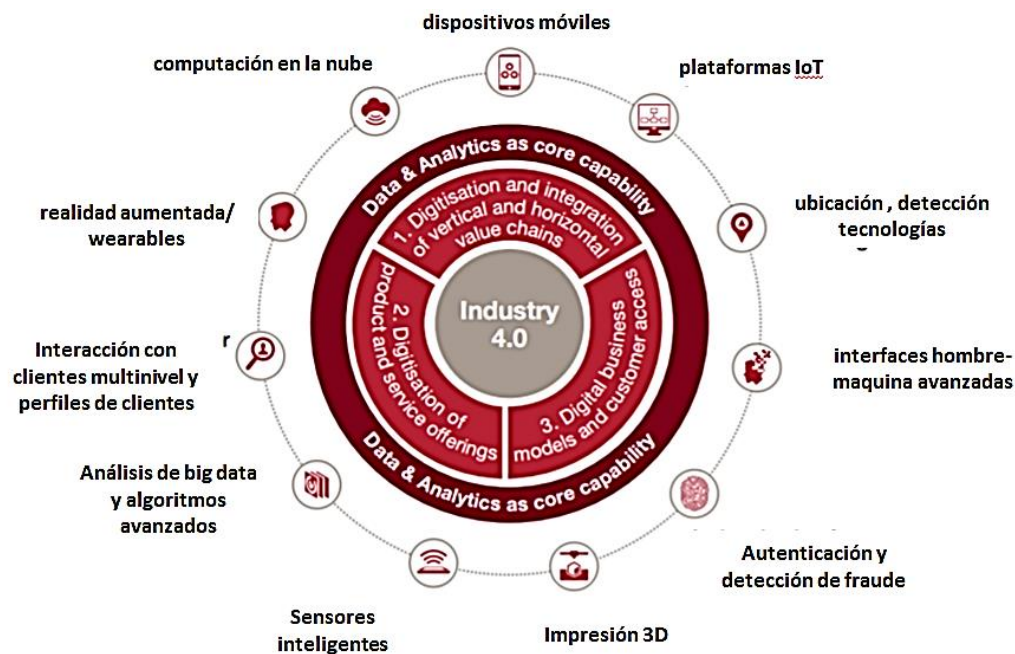 dispositivos móviles
computación en la nube
plataformas IoT
Data & Analytics as core capability
1. Digitisation and integration
of vertical and horizontal
value chains
realidad aumentada/
wearables
ubicación , detección
tecnologías
Industry
4.0
2. Digitisation of
product and service offerings
3. Digital business
models and customer access
r
Interacción con
clientes multinivel y
perfiles de clientes
interfaces hombre-
maquina avanzadas
Data & Analytics as core capability
Análisis de big data
y algoritmos
avanzados
Autenticación y
detección de fraude
Sensores
inteligentes
Impresión 3D